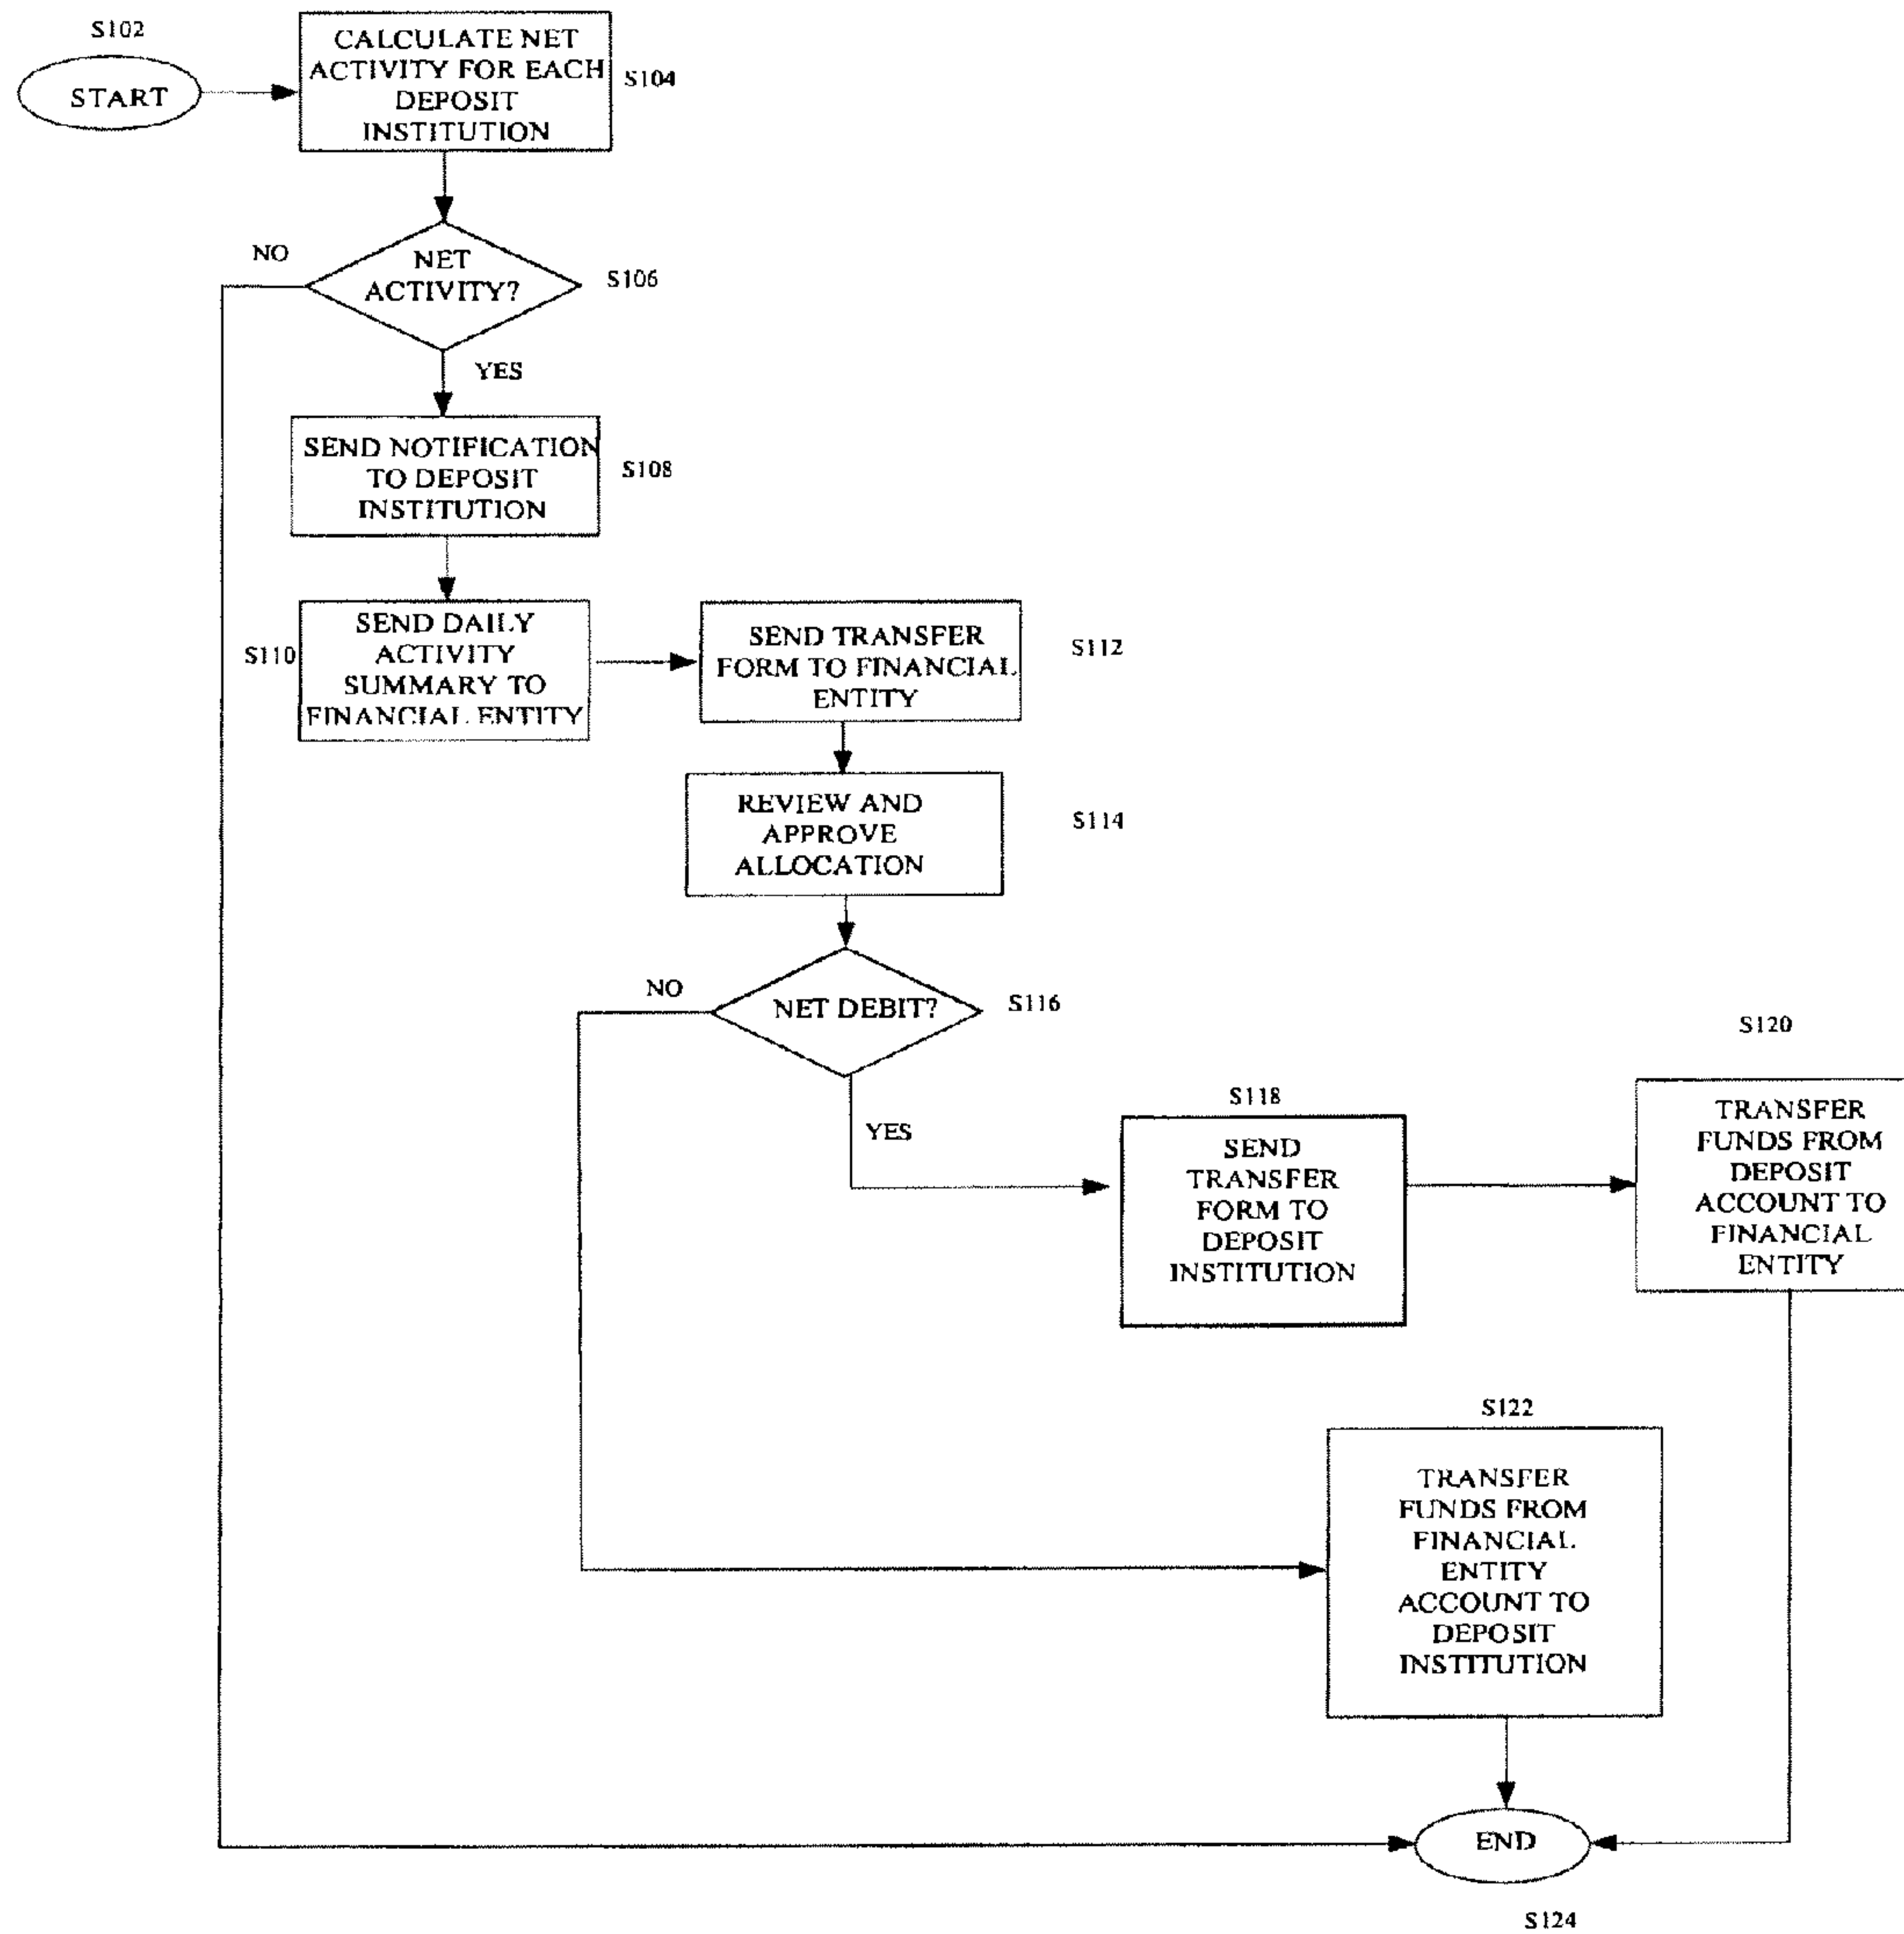 S102
START
CALCULATE NET
ACTIVITY FOR EACH
DEPOSIT
INSTITUTION
S104
NO
NET
ACTIVITY?
S106
YES
SEND NOTIFICATION
TO DEPOSIT
INSTITUTION
S108
S110
SEND DAILY
ACTIVITY
SUMMARY TO
FINANCIAL ENTITY
SEND TRANSFER
FORM TO FINANCIAL
ENTITY
S112
REVIEW AND
APPROVE
ALLOCATION
S114
NO
NET DEBIT?
S116
YES
S118
SEND
TRANSFER
FORM TO
DEPOSIT
INSTITUTION
S120
TRANSFER
FUNDS FROM
DEPOSIT
ACCOUNT TO
FINANCIAL
ENTITY
S122
TRANSFER
FUNDS FROM
FINANCIAL
ENTITY
ACCOUNT TO
DEPOSIT
INSTITUTION
END
S124